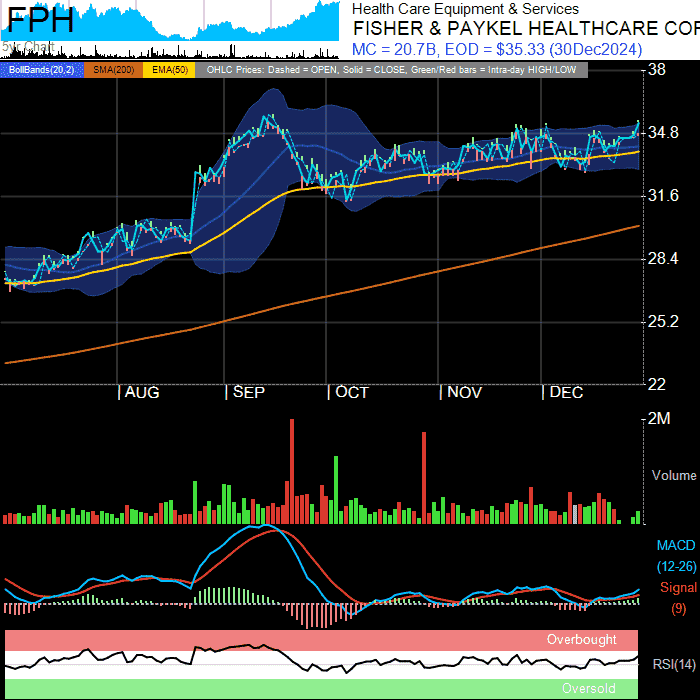 FPH
5yr Chart
Health Care Equipment & Services
FISHER & PAYKEL HEALTHCARE COR
MC = 20.7B, EOD = $35.33 (30Dec2024)
BollBands(20,2) SMA(200) EMA(50) OHLC Prices: Dashed = OPEN, Solid = CLOSE, Green/Red bars = Intra-day HIGH/LOW
38
34.8
31.6
28.4
25.2
22
AUG SEP OCT NOV DEC
2M
Volume
MACD
(12-26)
Signal
(9)
Overbought
RSI(14)
Oversold